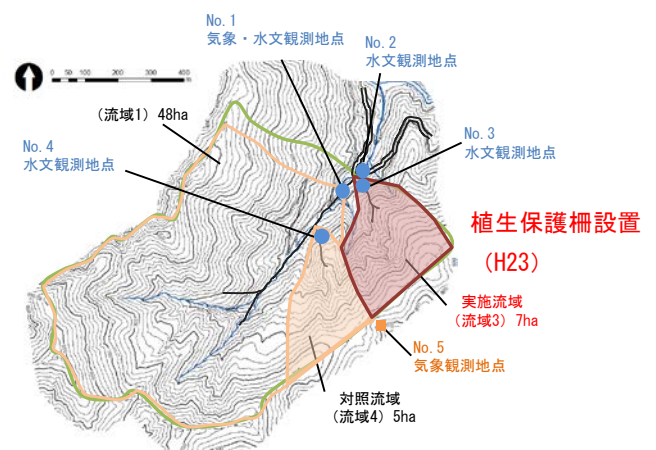 No.1
気象・水文観測地点
No.2
水文観測地点
0 50 100 200 300 400
m
(流域1) 48ha
No.3
水文観測地点
No.4
水文観測地点
植生保護柵設置
(H23)
実施流域
(流域3) 7ha
No.5
気象観測地点
対照流域
(流域4) 5ha